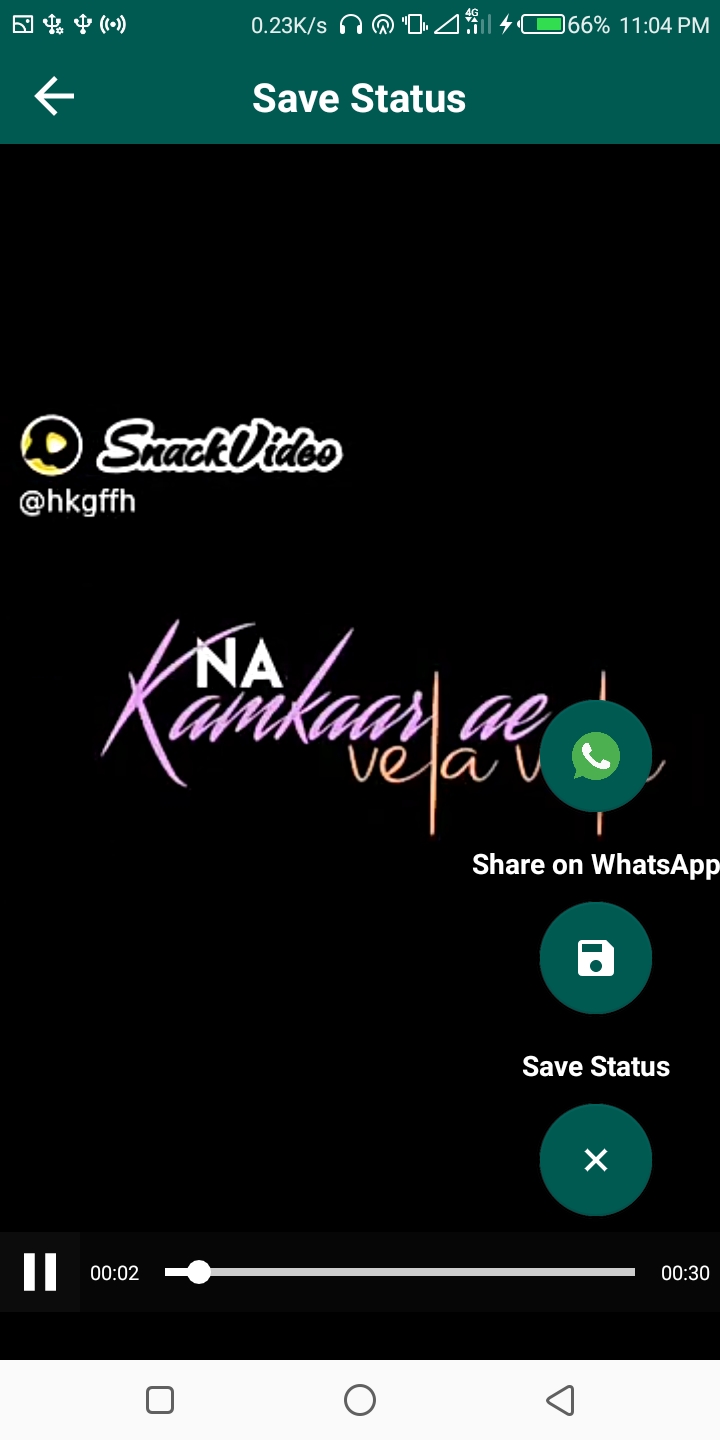 0.23K/s 4G 66% 11:04 PM
Save Status
SnackVideo
@hkgffh
NA
Kamkaar ae
vela v
Share on WhatsApp
Save Status
00:02 00:30